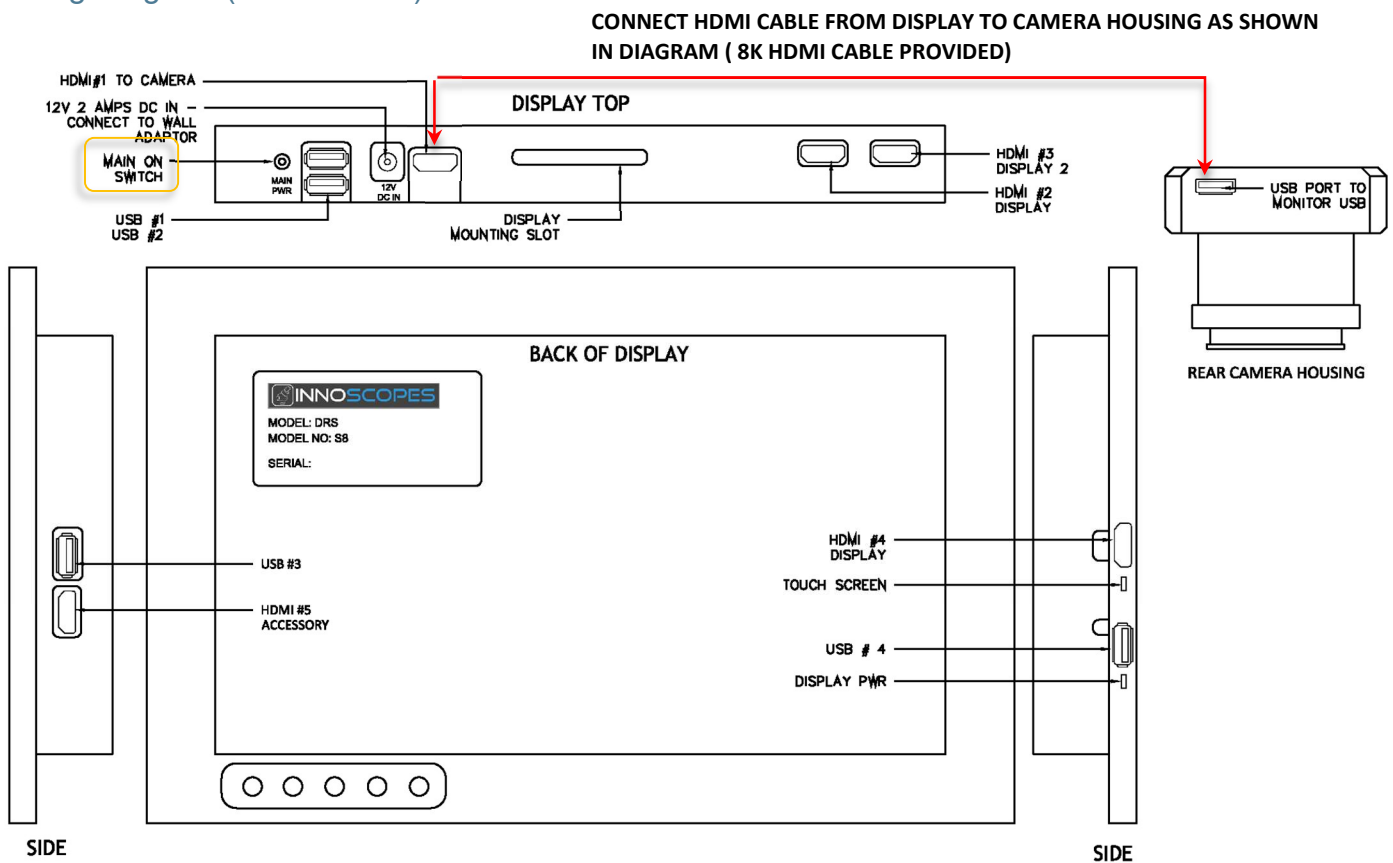 CONNECT HDMI CABLE FROM DISPLAY TO CAMERA HOUSING AS SHOWN
IN DIAGRAM ( 8K HDMI CABLE PROVIDED)
HDMI#1 TO CAMERA
12V 2 AMPS DC IN -
CONNECT TO WALL
ADAPTOR
MAIN ON
SWITCH
USB #1
USB #2
DISPLAY TOP
MAIN
PWR
12V
DC IN
DISPLAY
MOUNTING SLOT
HDMI #3
DISPLAY 2
HDMI #2
DISPLAY
USB PORT TO
MONITOR USB
REAR CAMERA HOUSING
BACK OF DISPLAY
INNOSCOPES
MODEL: DRS
MODEL NO: S8
SERIAL:
USB #3
HDMI #5
ACCESSORY
HDMI #4
DISPLAY
TOUCH SCREEN
USB # 4
DISPLAY PWR
SIDE
SIDE